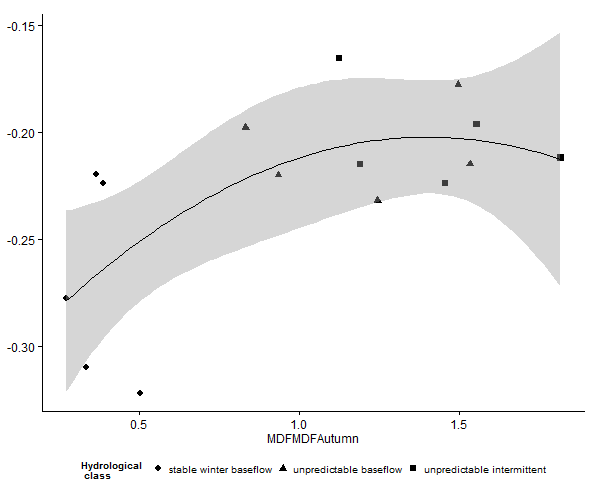 -0.15
-0.20
-0.25
-0.30
0.5 1.0 1.5
MDFMDFAutumn
Hydrological
class
stable winter baseflow unpredictable baseflow unpredictable intermittent